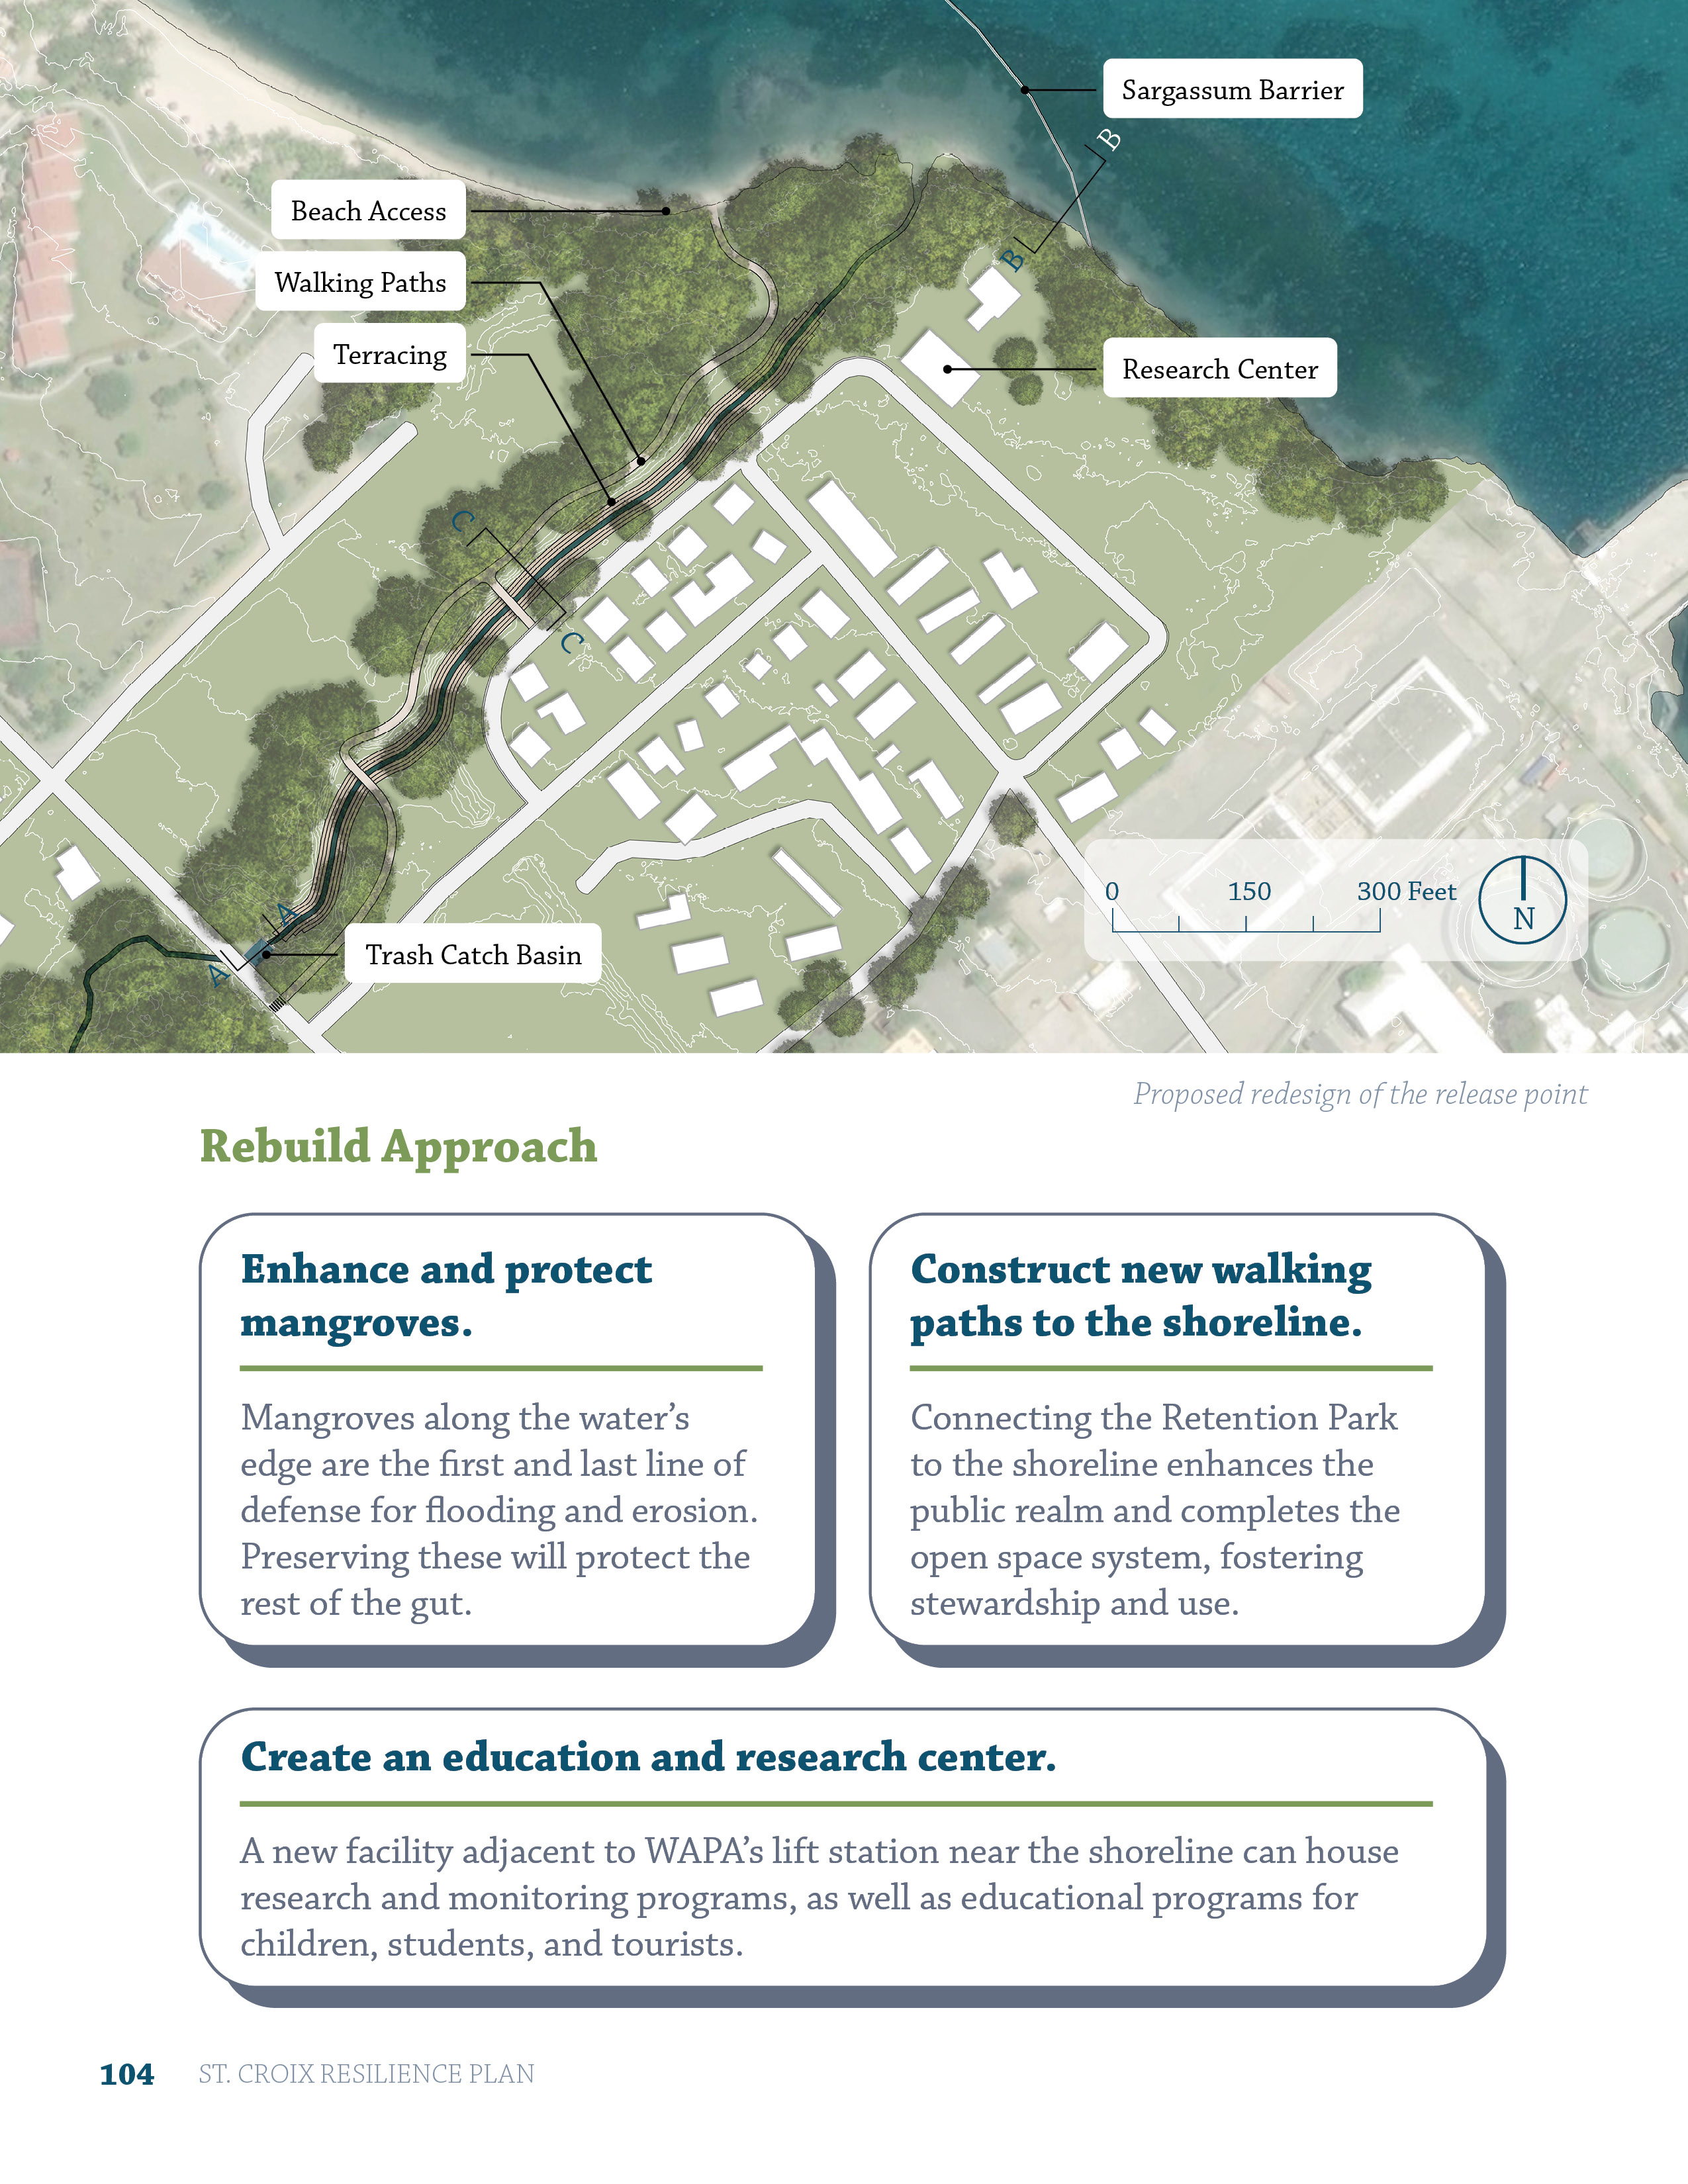 Sargassum Barrier
B
Beach Access
B
Walking Paths
Terracing
Research Center
C
C
0 150 300 Feet
N
A
Trash Catch Basin
A
Proposed redesign of the release point
Rebuild Approach
Enhance and protect
mangroves.
Mangroves along the water’s
edge are the first and last line of
defense for flooding and erosion.
Preserving these will protect the
rest of the gut.
Construct new walking
paths to the shoreline.
Connecting the Retention Park
to the shoreline enhances the
public realm and completes the
open space system, fostering
stewardship and use.
Create an education and research center.
A new facility adjacent to WAPA’s lift station near the shoreline can house
research and monitoring programs, as well as educational programs for
children, students, and tourists.
104 ST. CROIX RESILIENCE PLAN